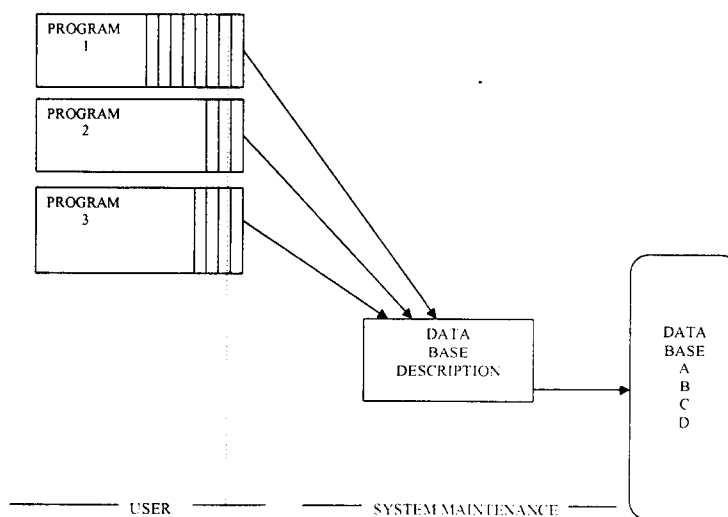 PROGRAM
1
PROGRAM
2
PROGRAM
3
DATA
BASE
DESCRIPTION
DATA
BASE
A
B
C
D
USER
SYSTEM MAINTENANCE